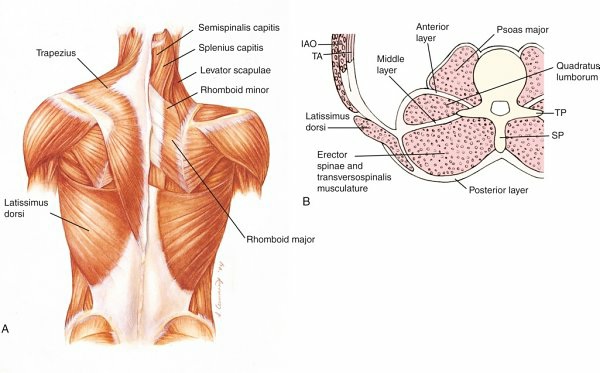 Semispinalis capitis
Trapezius
Splenius capitis
Levator scapulae
Rhomboid minor
Latissimus
dorsi
Rhomboid major
A
Anterior
layer
Psoas major
IAO
TA
Middle
layer
Quadratus
lumborum
Latissimus
dorsi
TP
SP
Erector
spinae and
transversospinalis
musculature
Posterior layer
B